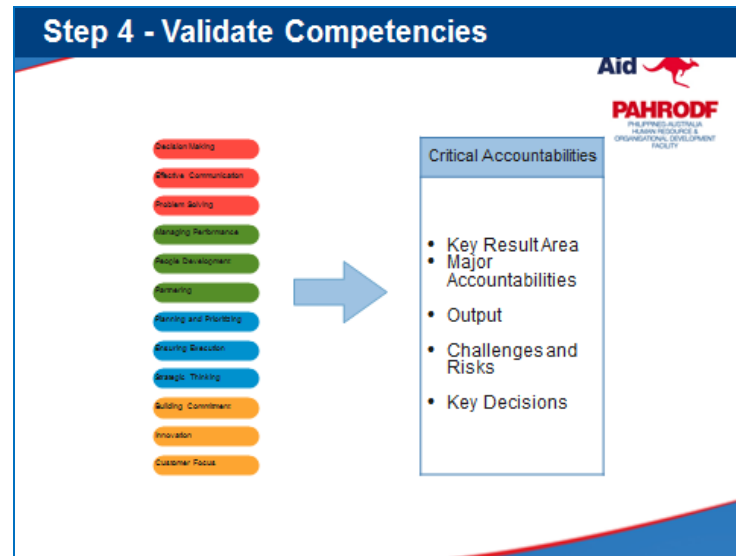 Step 4 - Validate Competencies
Aid
PAHRODF
PHILIPPINES-AUSTRALIA
HUMAN RESOURCE &
ORGANISATIONAL DEVELOPMENT
FACILITY
Decision Making
Effective Communication
Problem Solving
Managing Performance
People Development
Partnering
Planning and Prioritizing
Ensuring Execution
Strategic Thinking
Building Commitment
Innovation
Customer Focus
Critical Accountabilities
• Key Result Area
• Major
Accountabilities
• Output
• Challenges and
Risks
• Key Decisions